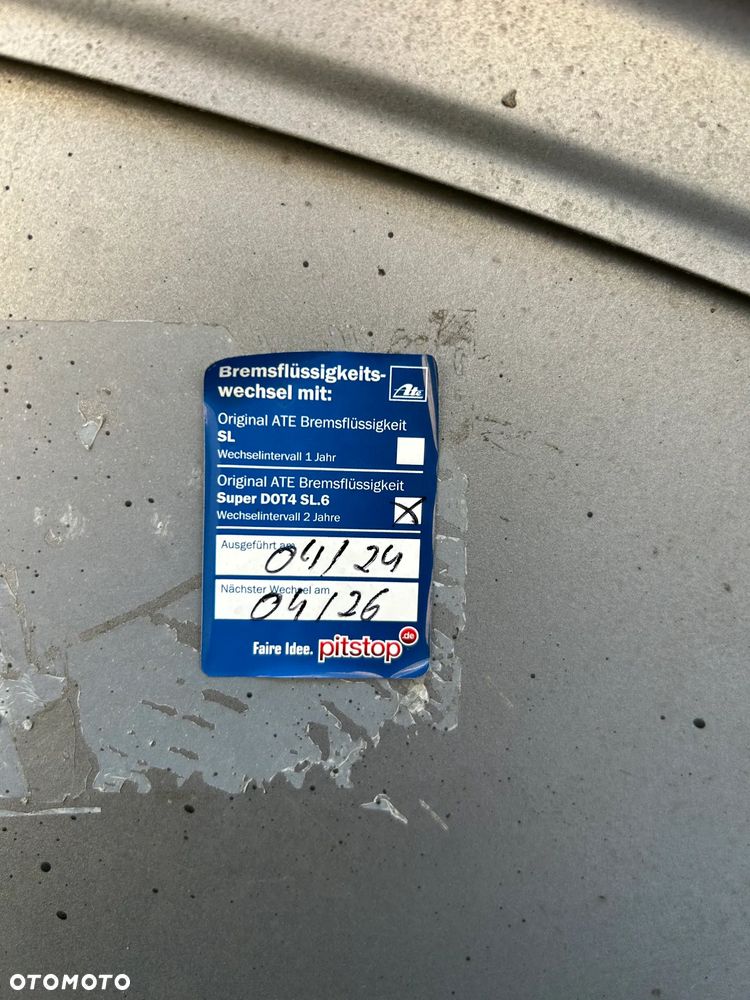 Bremsflüssigkeits-
wechsel mit:
Ate
Original ATE Bremsflüssigkeit
SL
Wechselintervall 1 Jahr
Original ATE Bremsflüssigkeit
Super DOT4 SL.6
Wechselintervall 2 Jahre
Ausgeführt am
04/24
Nächster Wechsel am
04/26
Faire Idee. pitstop.de
OTOMOTO